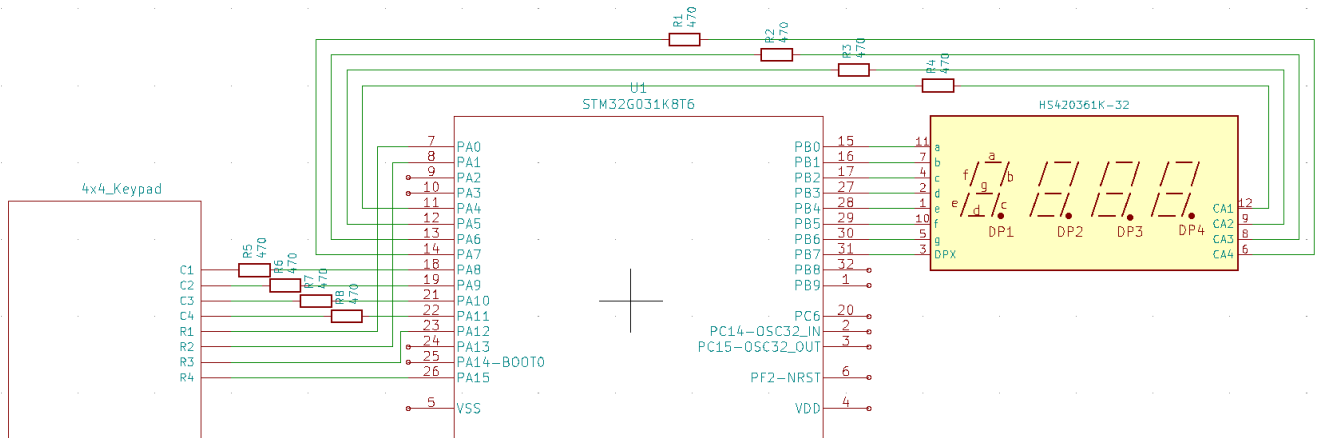 R1
470
R2
470
R3
470
R4
470
U1
STM32G031K8T6
HS420361K-32
4x4_Keypad
7 PA0
8 PA1
9 PA2
10 PA3
11 PA4
12 PA5
13 PA6
14 PA7
18 PA8
19 PA9
21 PA10
22 PA11
23 PA12
24 PA13
25 PA14-BOOT0
26 PA15
5 VSS
PB0 15
PB1 16
PB2 17
PB3 27
PB4 28
PB5 29
PB6 30
PB7 31
PB8 32
PB9 1
PC6 20
PC14-OSC32_IN 2
PC15-OSC32_OUT 3
PF2-NRST 6
VDD 4
11 a
7 b
4 c
2 d
1 e
10 f
5 g
3 DPX
a
f b
g
e c
d
DP1 DP2 DP3 DP4
CA1 12
CA2 9
CA3 8
CA4 6
R5
470
R6
470
R7
470
R8
470
C1
C2
C3
C4
R1
R2
R3
R4